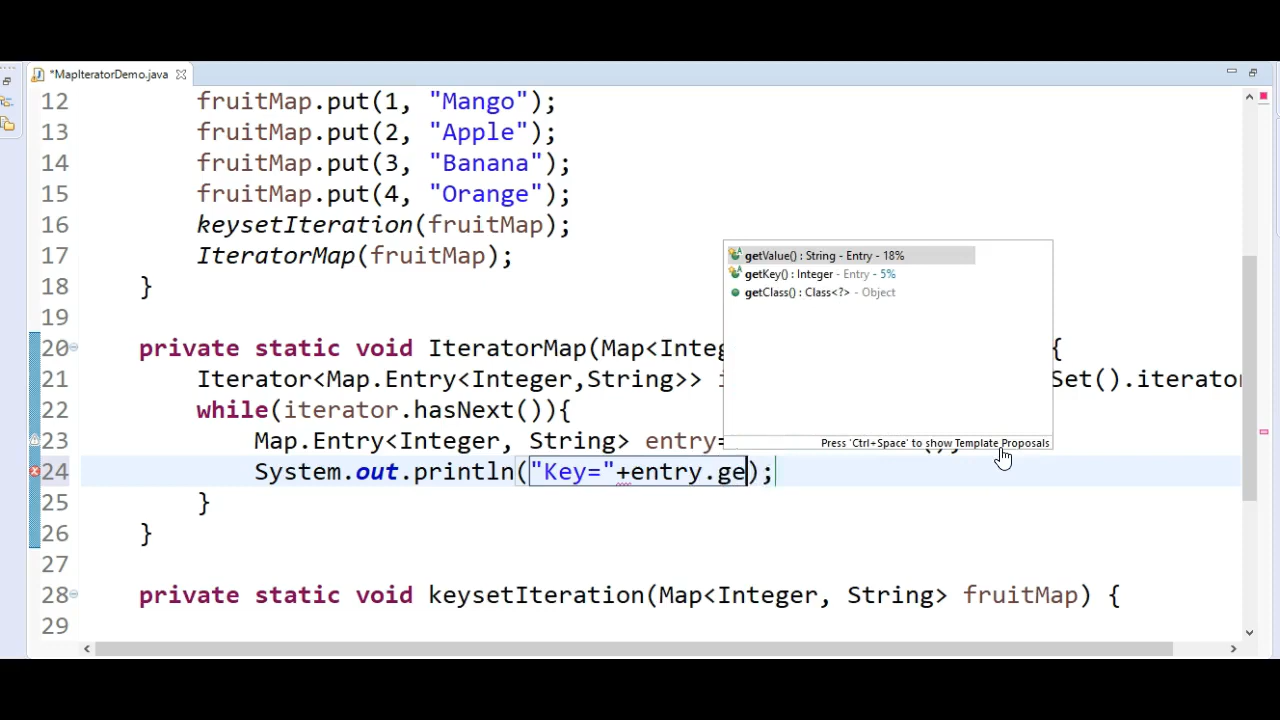 *MapIteratorDemo.java
12 fruitMap.put(1, "Mango");
13 fruitMap.put(2, "Apple");
14 fruitMap.put(3, "Banana");
15 fruitMap.put(4, "Orange");
16 keysetIteration(fruitMap);
17 IteratorMap(fruitMap);
18 }
19
20 private static void IteratorMap(Map<Integ {
21 Iterator<Map.Entry<Integer,String>> i Set().iterator
22 while(iterator.hasNext()){
23 Map.Entry<Integer, String> entry=
24 System.out.println("Key="+entry.ge);
25 }
26 }
27
28 private static void keysetIteration(Map<Integer, String> fruitMap) {
29
getValue() : String - Entry - 18%
getKey() : Integer - Entry - 5%
getClass() : Class<?> - Object
Press 'Ctrl+Space' to show Template Proposals